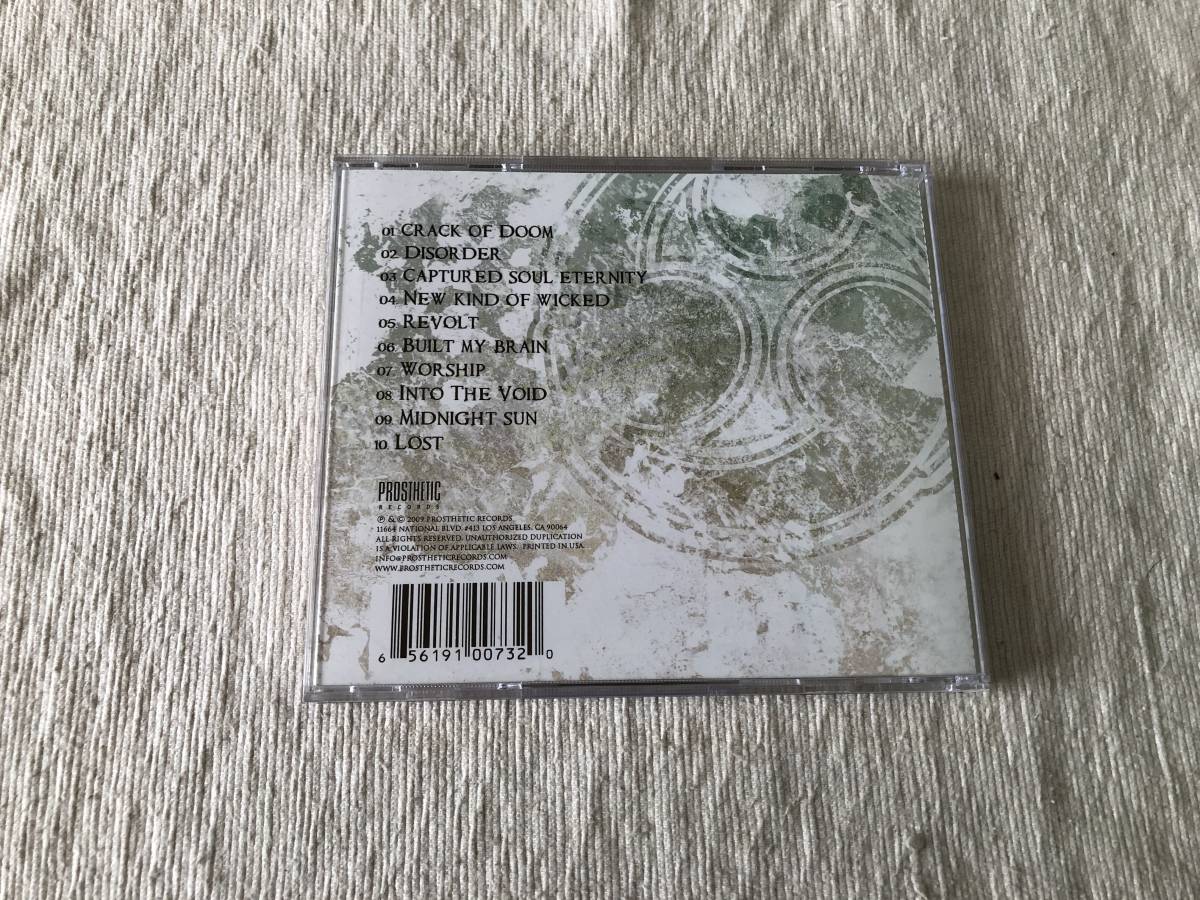 01 CRACK OF DOOM
02 DISORDER
03 CAPTURED SOUL ETERNITY
04 NEW KIND OF WICKED
05 REVOLT
06 BUILT MY BRAIN
07 WORSHIP
08 INTO THE VOID
09 MIDNIGHT SUN
10 LOST
PROSTHETIC
RECORDS
℗ & © 2009 PROSTHETIC RECORDS
11664 NATIONAL BLVD. #413 LOS ANGELES, CA 90064
ALL RIGHTS RESERVED. UNAUTHORIZED DUPLICATION
IS A VIOLATION OF APPLICABLE LAWS. PRINTED IN USA.
INFO@PROSTHETICRECORDS.COM
WWW.PROSTHETICRECORDS.COM
6 56191 00732 0